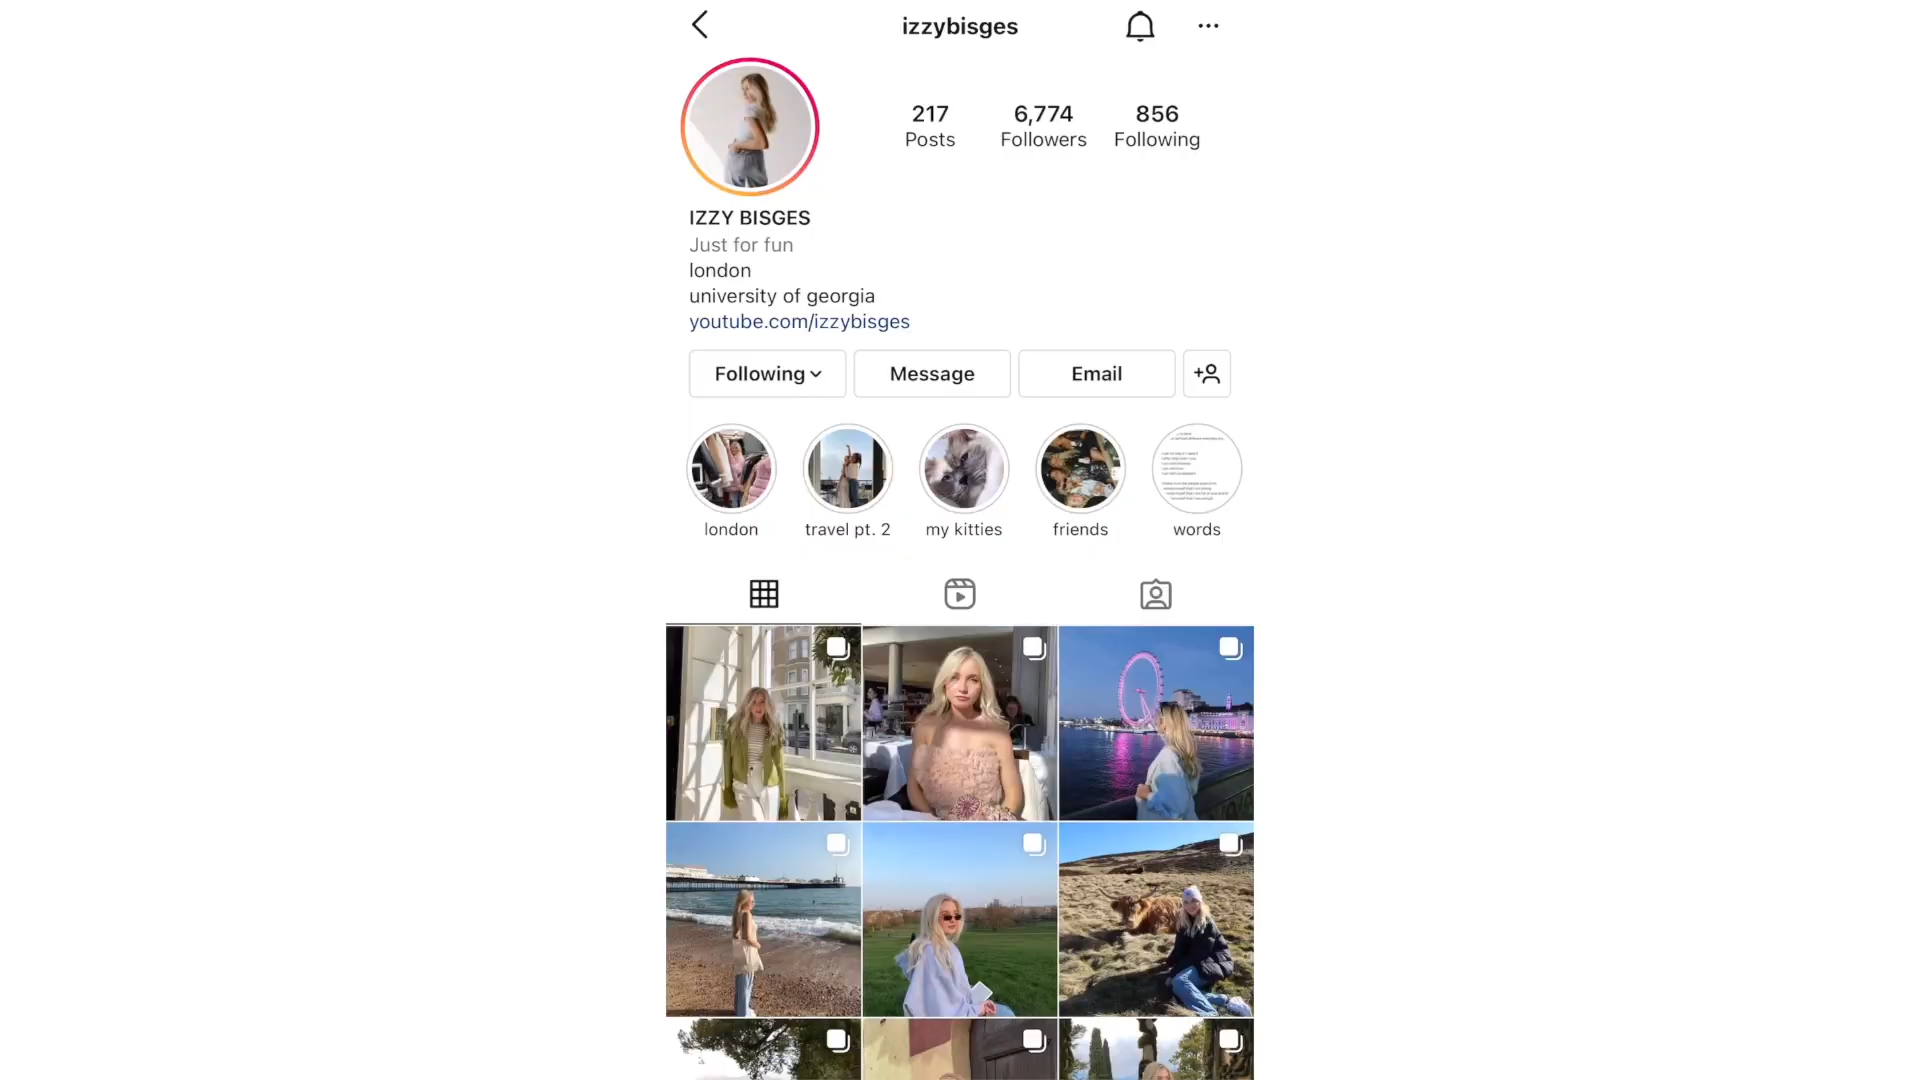 izzybisges
217 6,774 856
Posts Followers Following
IZZY BISGES
Just for fun
london
university of georgia
youtube.com/izzybisges
Following Message Email
london travel pt. 2 my kitties friends words